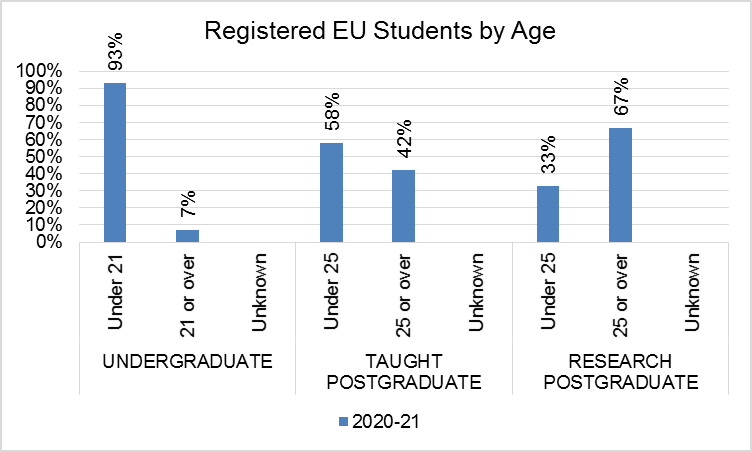 Registered EU Students by Age
100%
90%
80%
70%
60%
50%
40%
30%
20%
10%
0%
93%
7%
58%
42%
33%
67%
Under 21
21 or over
Unknown
Under 25
25 or over
Unknown
Under 25
25 or over
Unknown
UNDERGRADUATE
TAUGHT
POSTGRADUATE
RESEARCH
POSTGRADUATE
2020-21